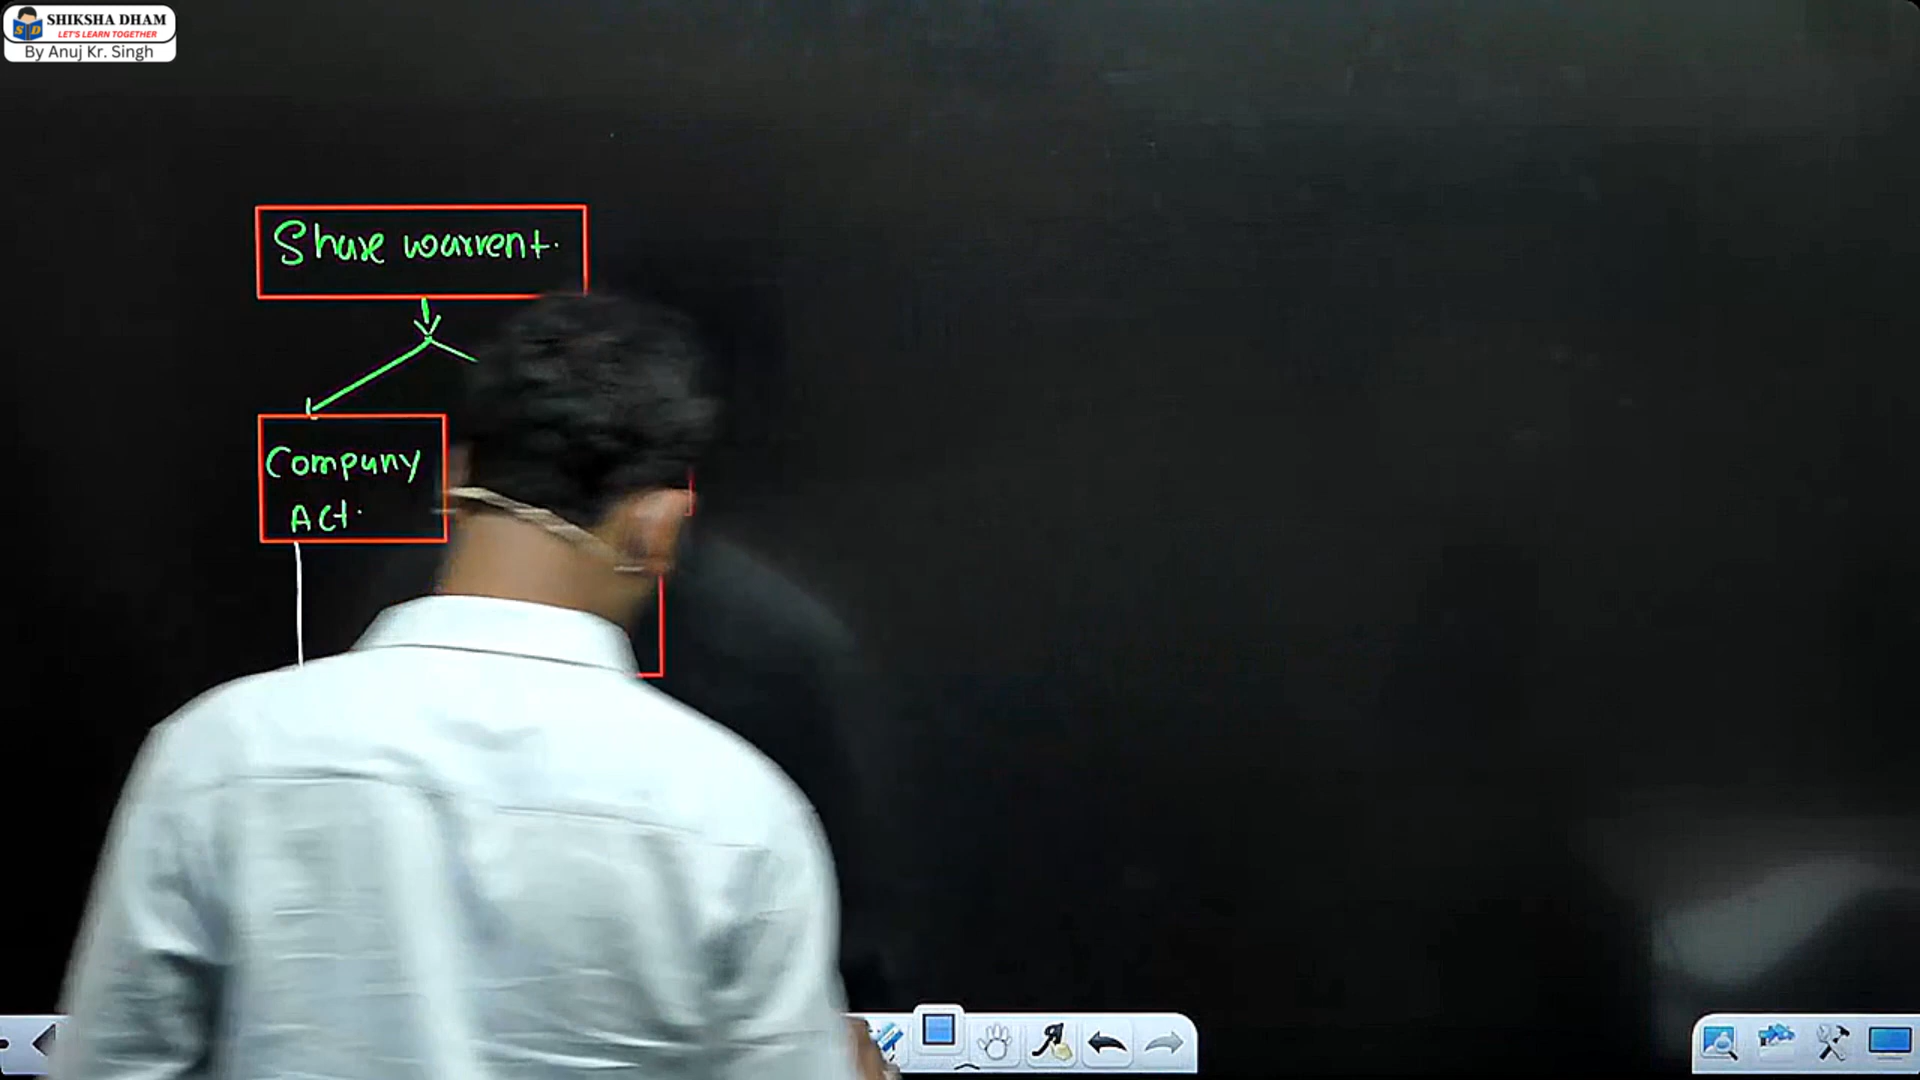 SHIKSHA DHAM
LET'S LEARN TOGETHER
By Anuj Kr. Singh
Share warrent.
Company
Act.